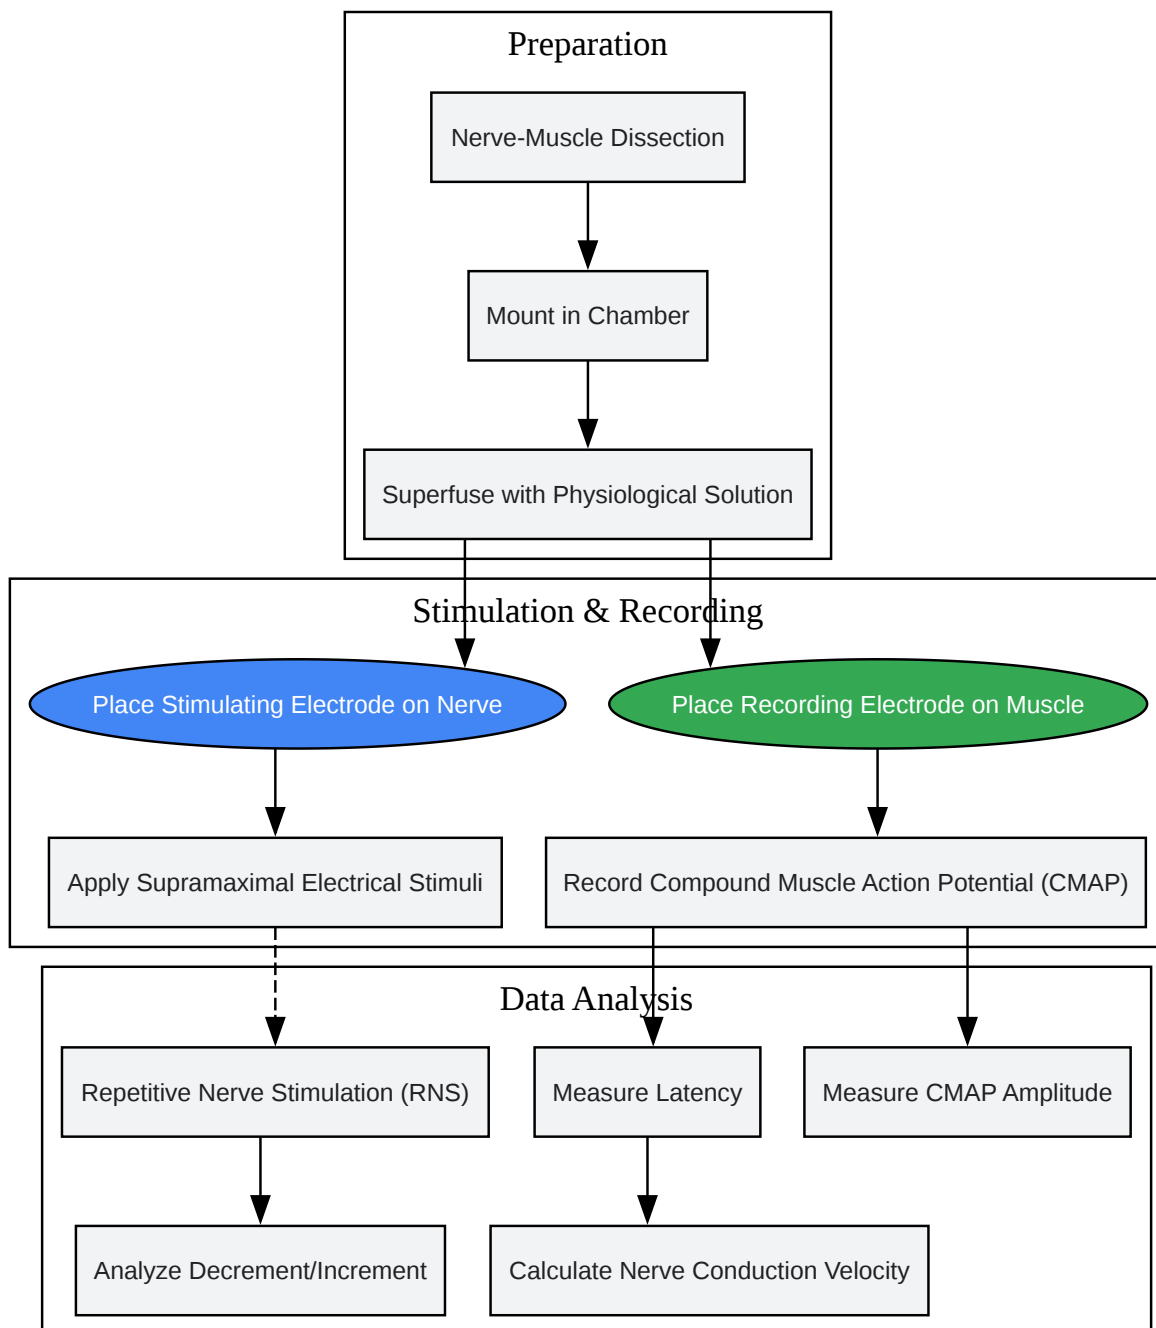 Preparation
Nerve-Muscle Dissection
Mount in Chamber
Superfuse with Physiological Solution
Stimulation & Recording
Place Stimulating Electrode on Nerve
Place Recording Electrode on Muscle
Apply Supramaximal Electrical Stimuli
Record Compound Muscle Action Potential (CMAP)
Data Analysis
Repetitive Nerve Stimulation (RNS)
Measure Latency
Measure CMAP Amplitude
Analyze Decrement/Increment
Calculate Nerve Conduction Velocity